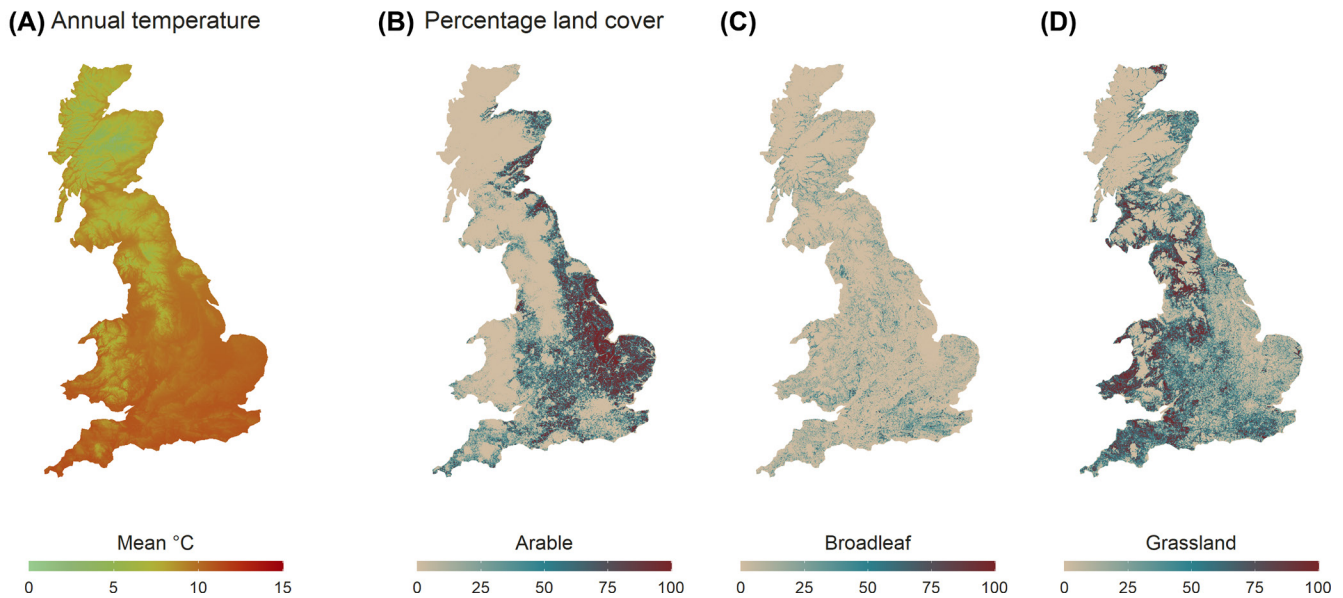 (A) Annual temperature
(B) Percentage land cover
(C)
(D)
Mean °C
0 5 10 15
Arable
0 25 50 75 100
Broadleaf
0 25 50 75 100
Grassland
0 25 50 75 100